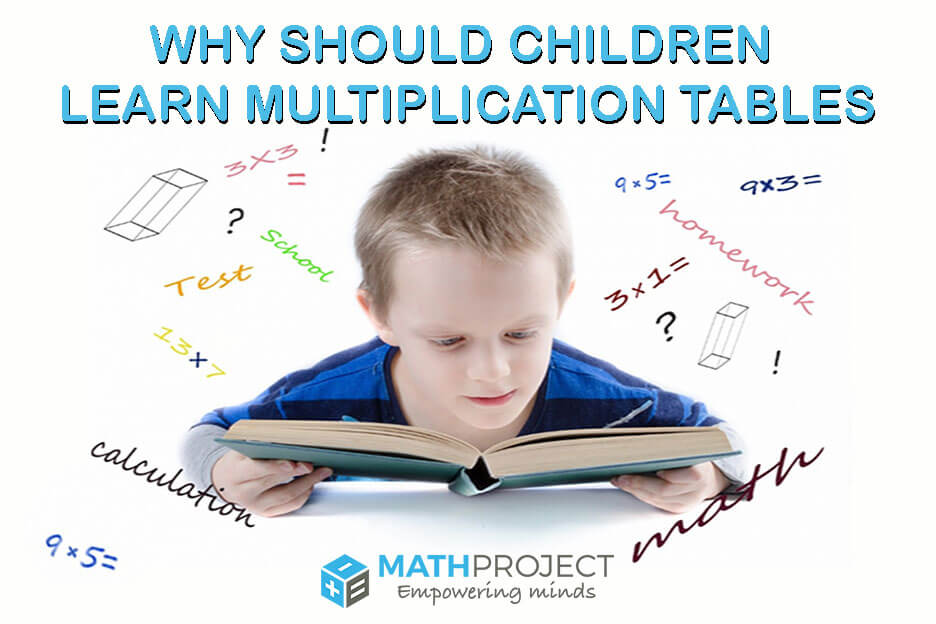 WHY SHOULD CHILDREN
LEARN MULTIPLICATION TABLES
3x3
=
!
?
School
Test
13x7
calculation
9x5=
9x5=
9x3=
homework
3x1=
?
!
math
MATHPROJECT
Empowering minds